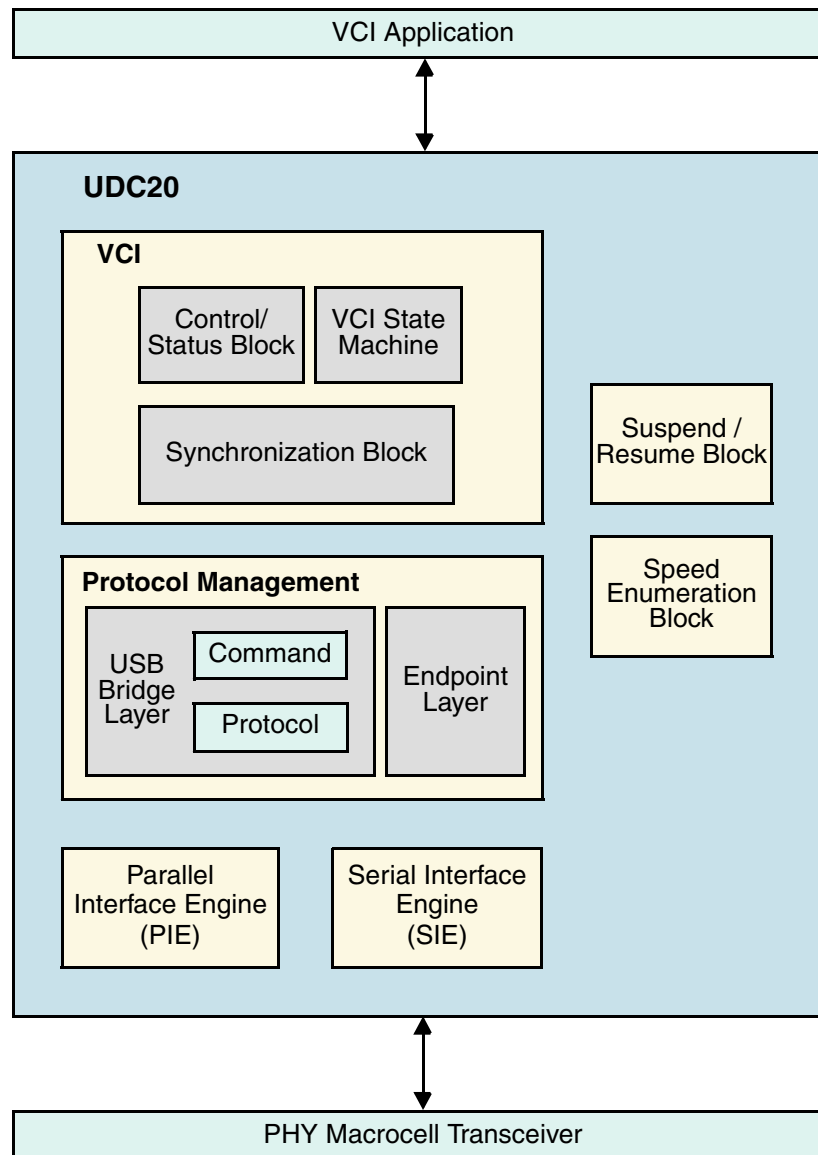 VCI Application
UDC20
VCI
Control/
Status Block
VCI State
Machine
Synchronization Block
Suspend /
Resume Block
Protocol Management
USB
Bridge
Layer
Command
Protocol
Endpoint
Layer
Speed
Enumeration
Block
Parallel
Interface Engine
(PIE)
Serial Interface
Engine
(SIE)
PHY Macrocell Transceiver